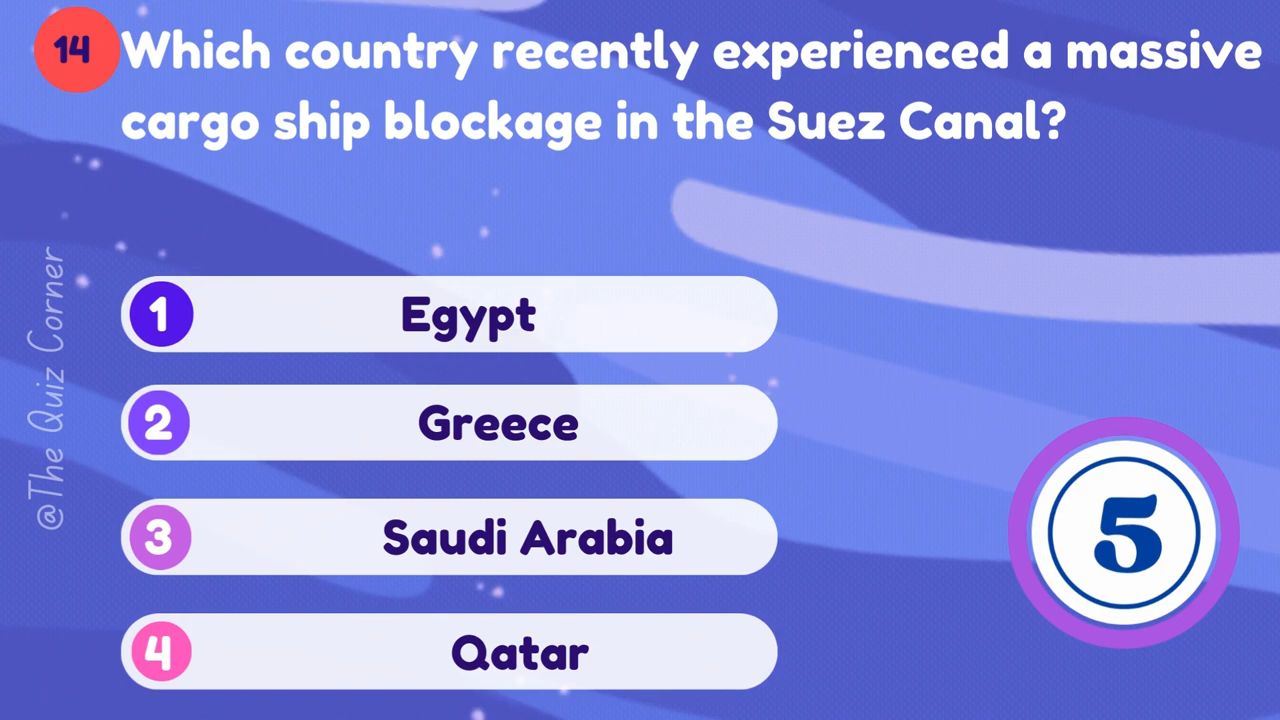 14
Which country recently experienced a massive
cargo ship blockage in the Suez Canal?
@The Quiz Corner
1 Egypt
2 Greece
3 Saudi Arabia
4 Qatar
5